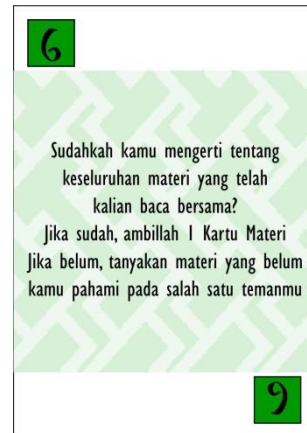 6
Sudahkah kamu mengerti tentang
keseluruhan materi yang telah
kalian baca bersama?
Jika sudah, ambillah 1 Kartu Materi
Jika belum, tanyakan materi yang belum
kamu pahami pada salah satu temanmu
6